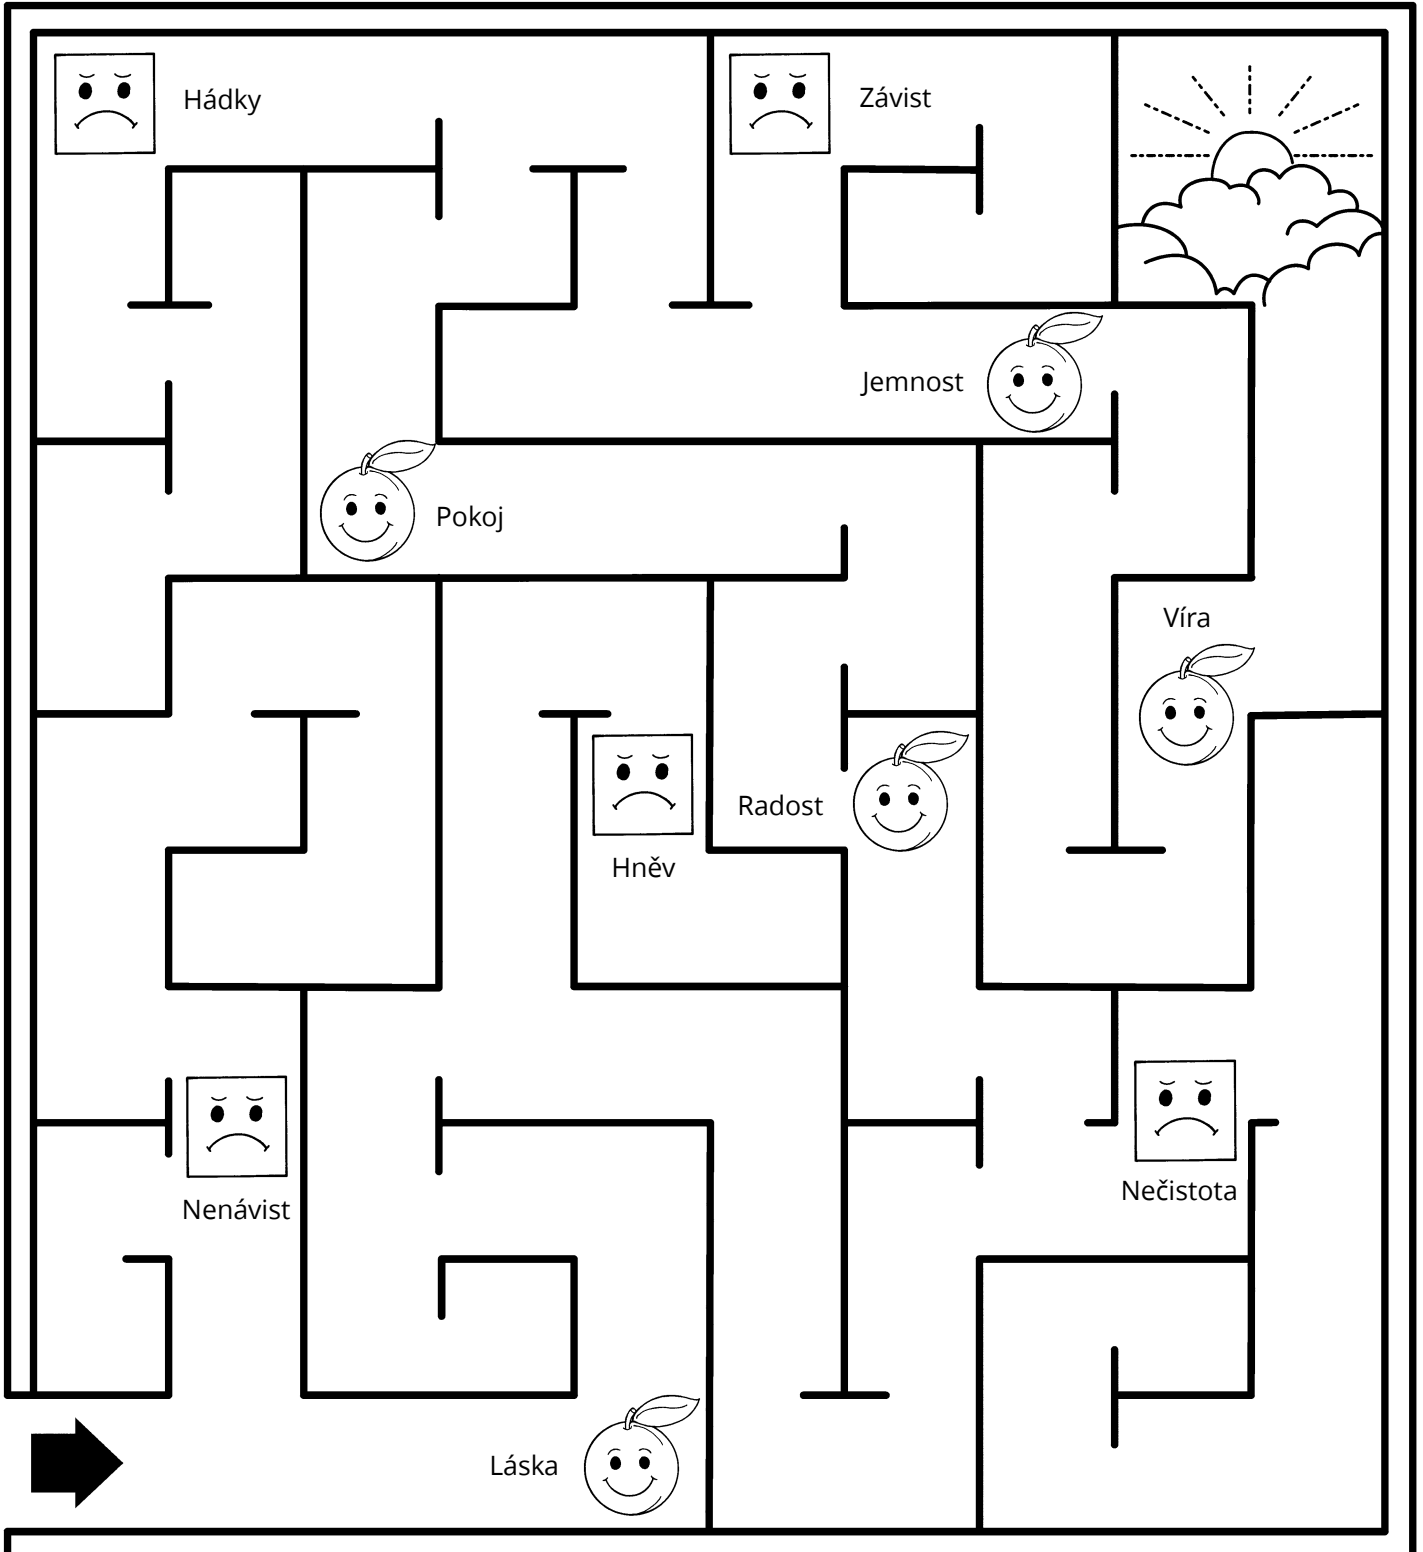 Hádky
Závist
Jemnost
Pokoj
Víra
Radost
Hněv
Nečistota
Nenávist
Láska